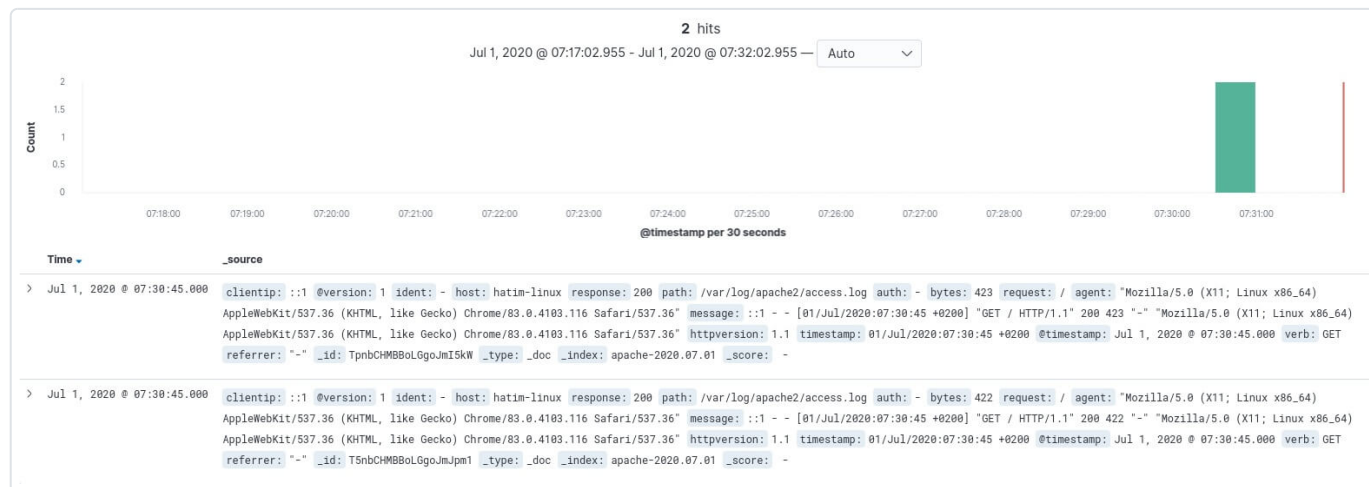 2 hits
Jul 1, 2020 @ 07:17:02.955 - Jul 1, 2020 @ 07:32:02.955 — Auto
Count
2
1.5
1
0.5
0
07:18:00 07:19:00 07:20:00 07:21:00 07:22:00 07:23:00 07:24:00 07:25:00 07:26:00 07:27:00 07:28:00 07:29:00 07:30:00 07:31:00
@timestamp per 30 seconds
Time _source
Jul 1, 2020 @ 07:30:45.000 clientip: ::1 @version: 1 ident: - host: hatim-linux response: 200 path: /var/log/apache2/access.log auth: - bytes: 423 request: / agent: "Mozilla/5.0 (X11; Linux x86_64)
AppleWebKit/537.36 (KHTML, like Gecko) Chrome/83.0.4103.116 Safari/537.36" message: ::1 - - [01/Jul/2020:07:30:45 +0200] "GET / HTTP/1.1" 200 423 "-" "Mozilla/5.0 (X11; Linux x86_64)
AppleWebKit/537.36 (KHTML, like Gecko) Chrome/83.0.4103.116 Safari/537.36" httpversion: 1.1 timestamp: 01/Jul/2020:07:30:45 +0200 @timestamp: Jul 1, 2020 @ 07:30:45.000 verb: GET
referrer: "-" _id: TpnbCHMBBoLGgoJmI5kW _type: _doc _index: apache-2020.07.01 _score: -
Jul 1, 2020 @ 07:30:45.000 clientip: ::1 @version: 1 ident: - host: hatim-linux response: 200 path: /var/log/apache2/access.log auth: - bytes: 422 request: / agent: "Mozilla/5.0 (X11; Linux x86_64)
AppleWebKit/537.36 (KHTML, like Gecko) Chrome/83.0.4103.116 Safari/537.36" message: ::1 - - [01/Jul/2020:07:30:45 +0200] "GET / HTTP/1.1" 200 422 "-" "Mozilla/5.0 (X11; Linux x86_64)
AppleWebKit/537.36 (KHTML, like Gecko) Chrome/83.0.4103.116 Safari/537.36" httpversion: 1.1 timestamp: 01/Jul/2020:07:30:45 +0200 @timestamp: Jul 1, 2020 @ 07:30:45.000 verb: GET
referrer: "-" _id: T5nbCHMBBoLGgoJmJpm1 _type: _doc _index: apache-2020.07.01 _score: -